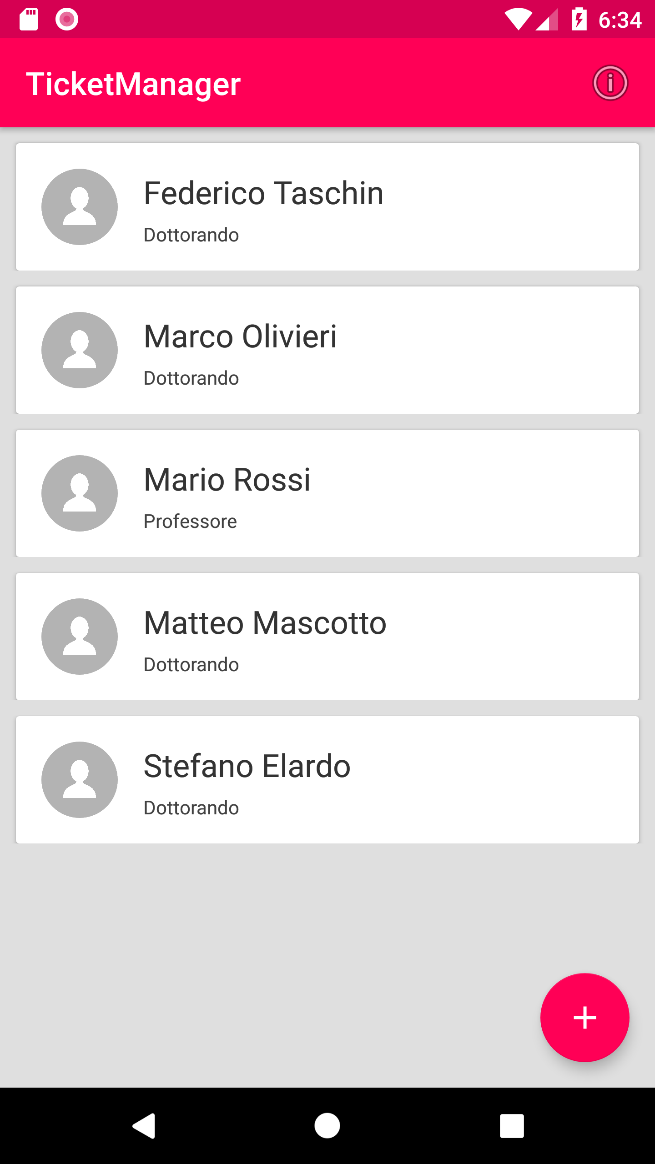 6:34
TicketManager
Federico Taschin
Dottorando
Marco Olivieri
Dottorando
Mario Rossi
Professore
Matteo Mascotto
Dottorando
Stefano Elardo
Dottorando